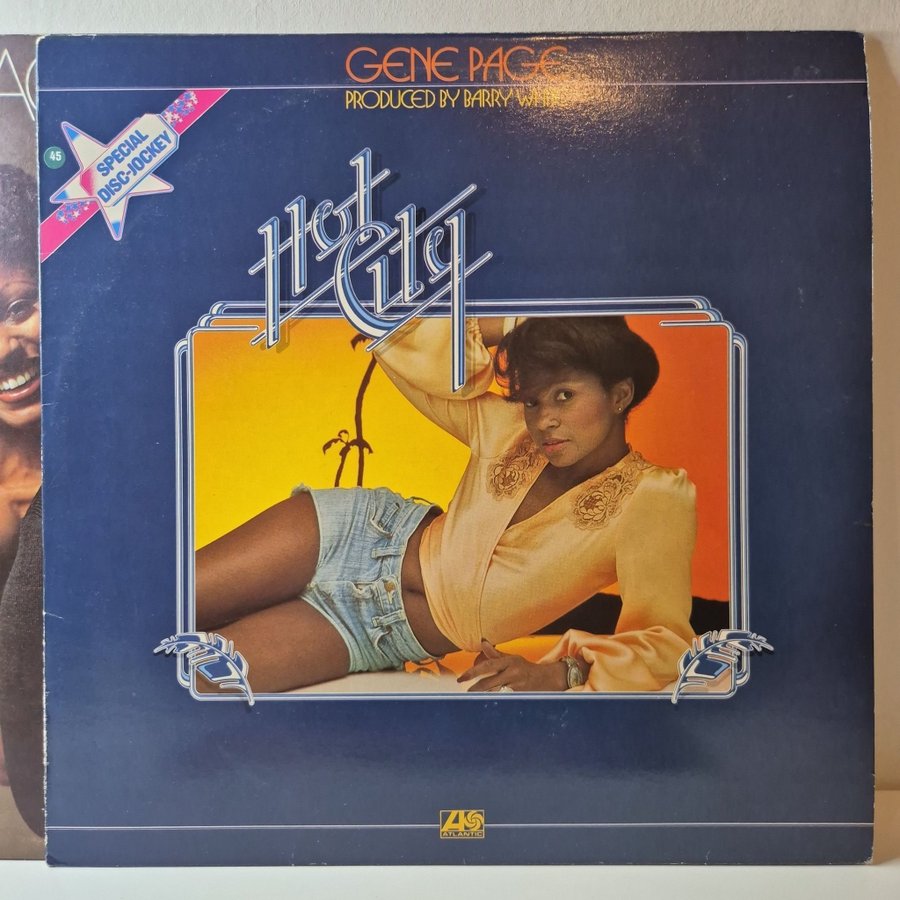 GENE PAGE
PRODUCED BY BARRY WHITE
45
SPECIAL
DISC-JOCKEY
Hot
City
ATLANTIC